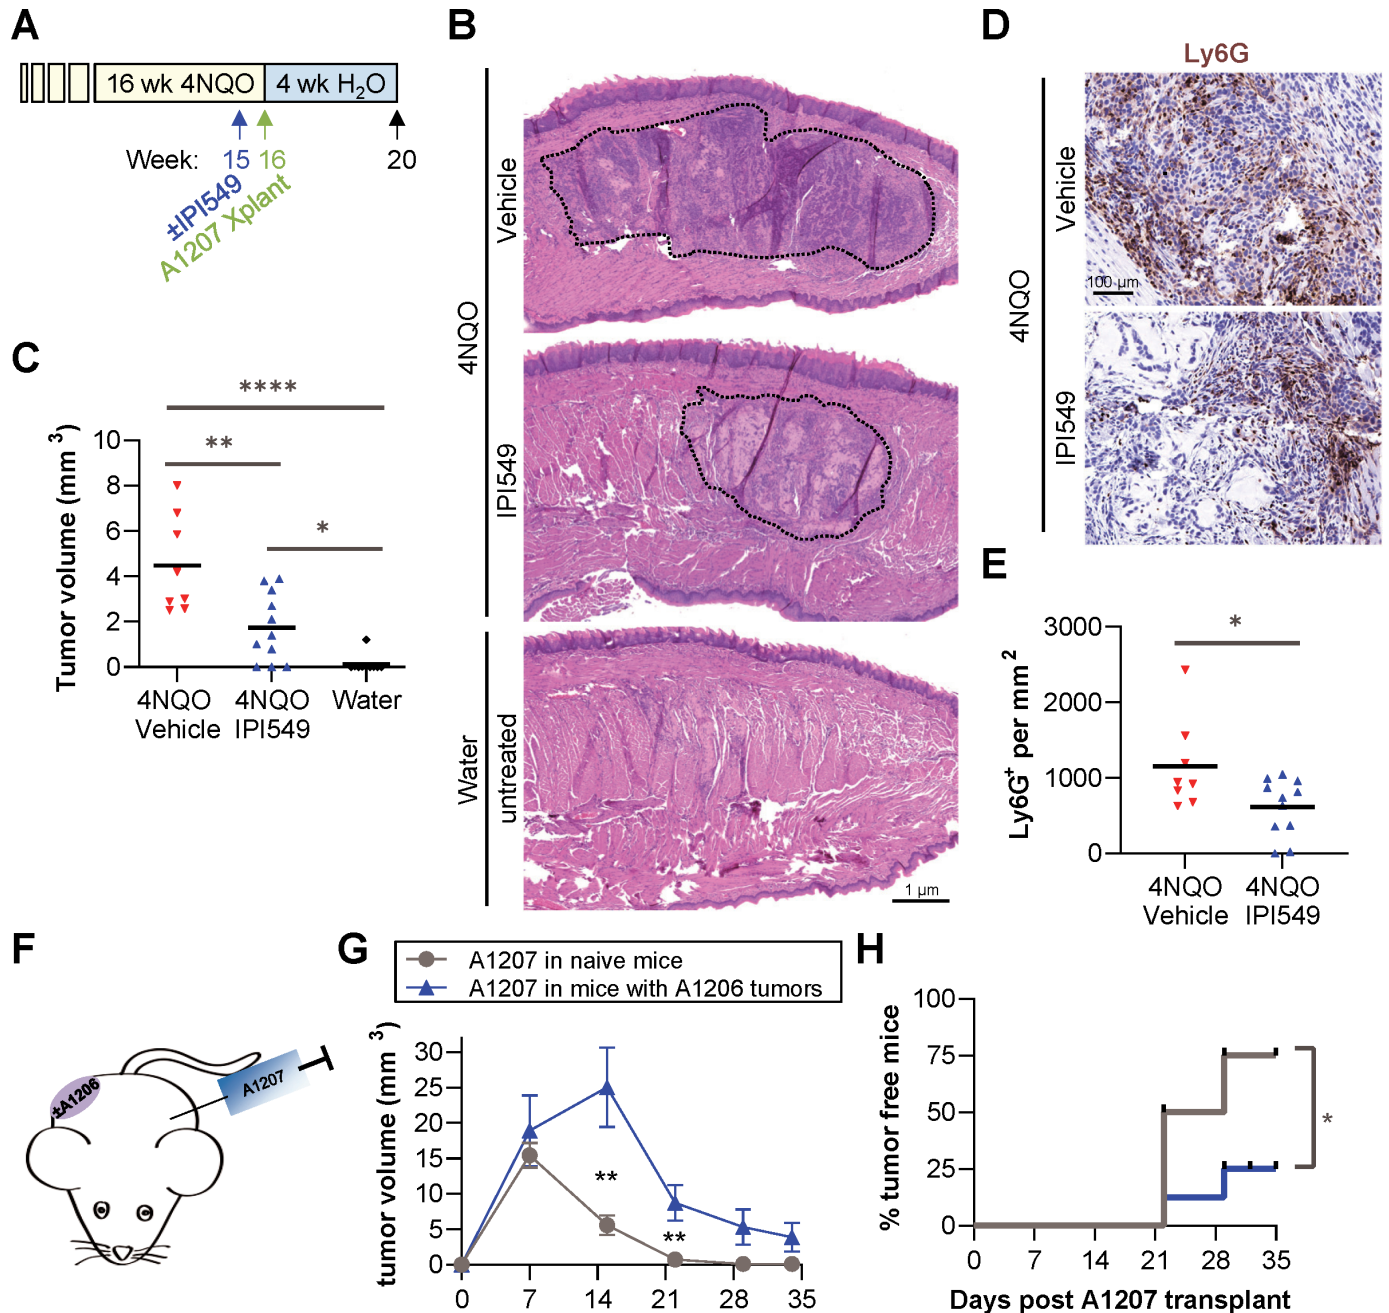 A
16 wk 4NQO
4 wk H2O
Week:
15
16
20
±IPI549
A1207 Xplant
B
4NQO
Vehicle
IPI549
Water
untreated
1 µm
C
Tumor volume (mm 3)
10
8
6
4
2
0
****
**
*
4NQO
Vehicle
4NQO
IPI549
Water
D
Ly6G
4NQO
Vehicle
IPI549
100 µm
E
Ly6G+ per mm2
3000
2000
1000
0
*
4NQO
Vehicle
4NQO
IPI549
F
±A1206
A1207
G
A1207 in naive mice
A1207 in mice with A1206 tumors
tumor volume (mm 3)
30
25
20
15
10
5
0
**
**
0 7 14 21 28 35
H
% tumor free mice
100
75
50
25
0
*
0 7 14 21 28 35
Days post A1207 transplant